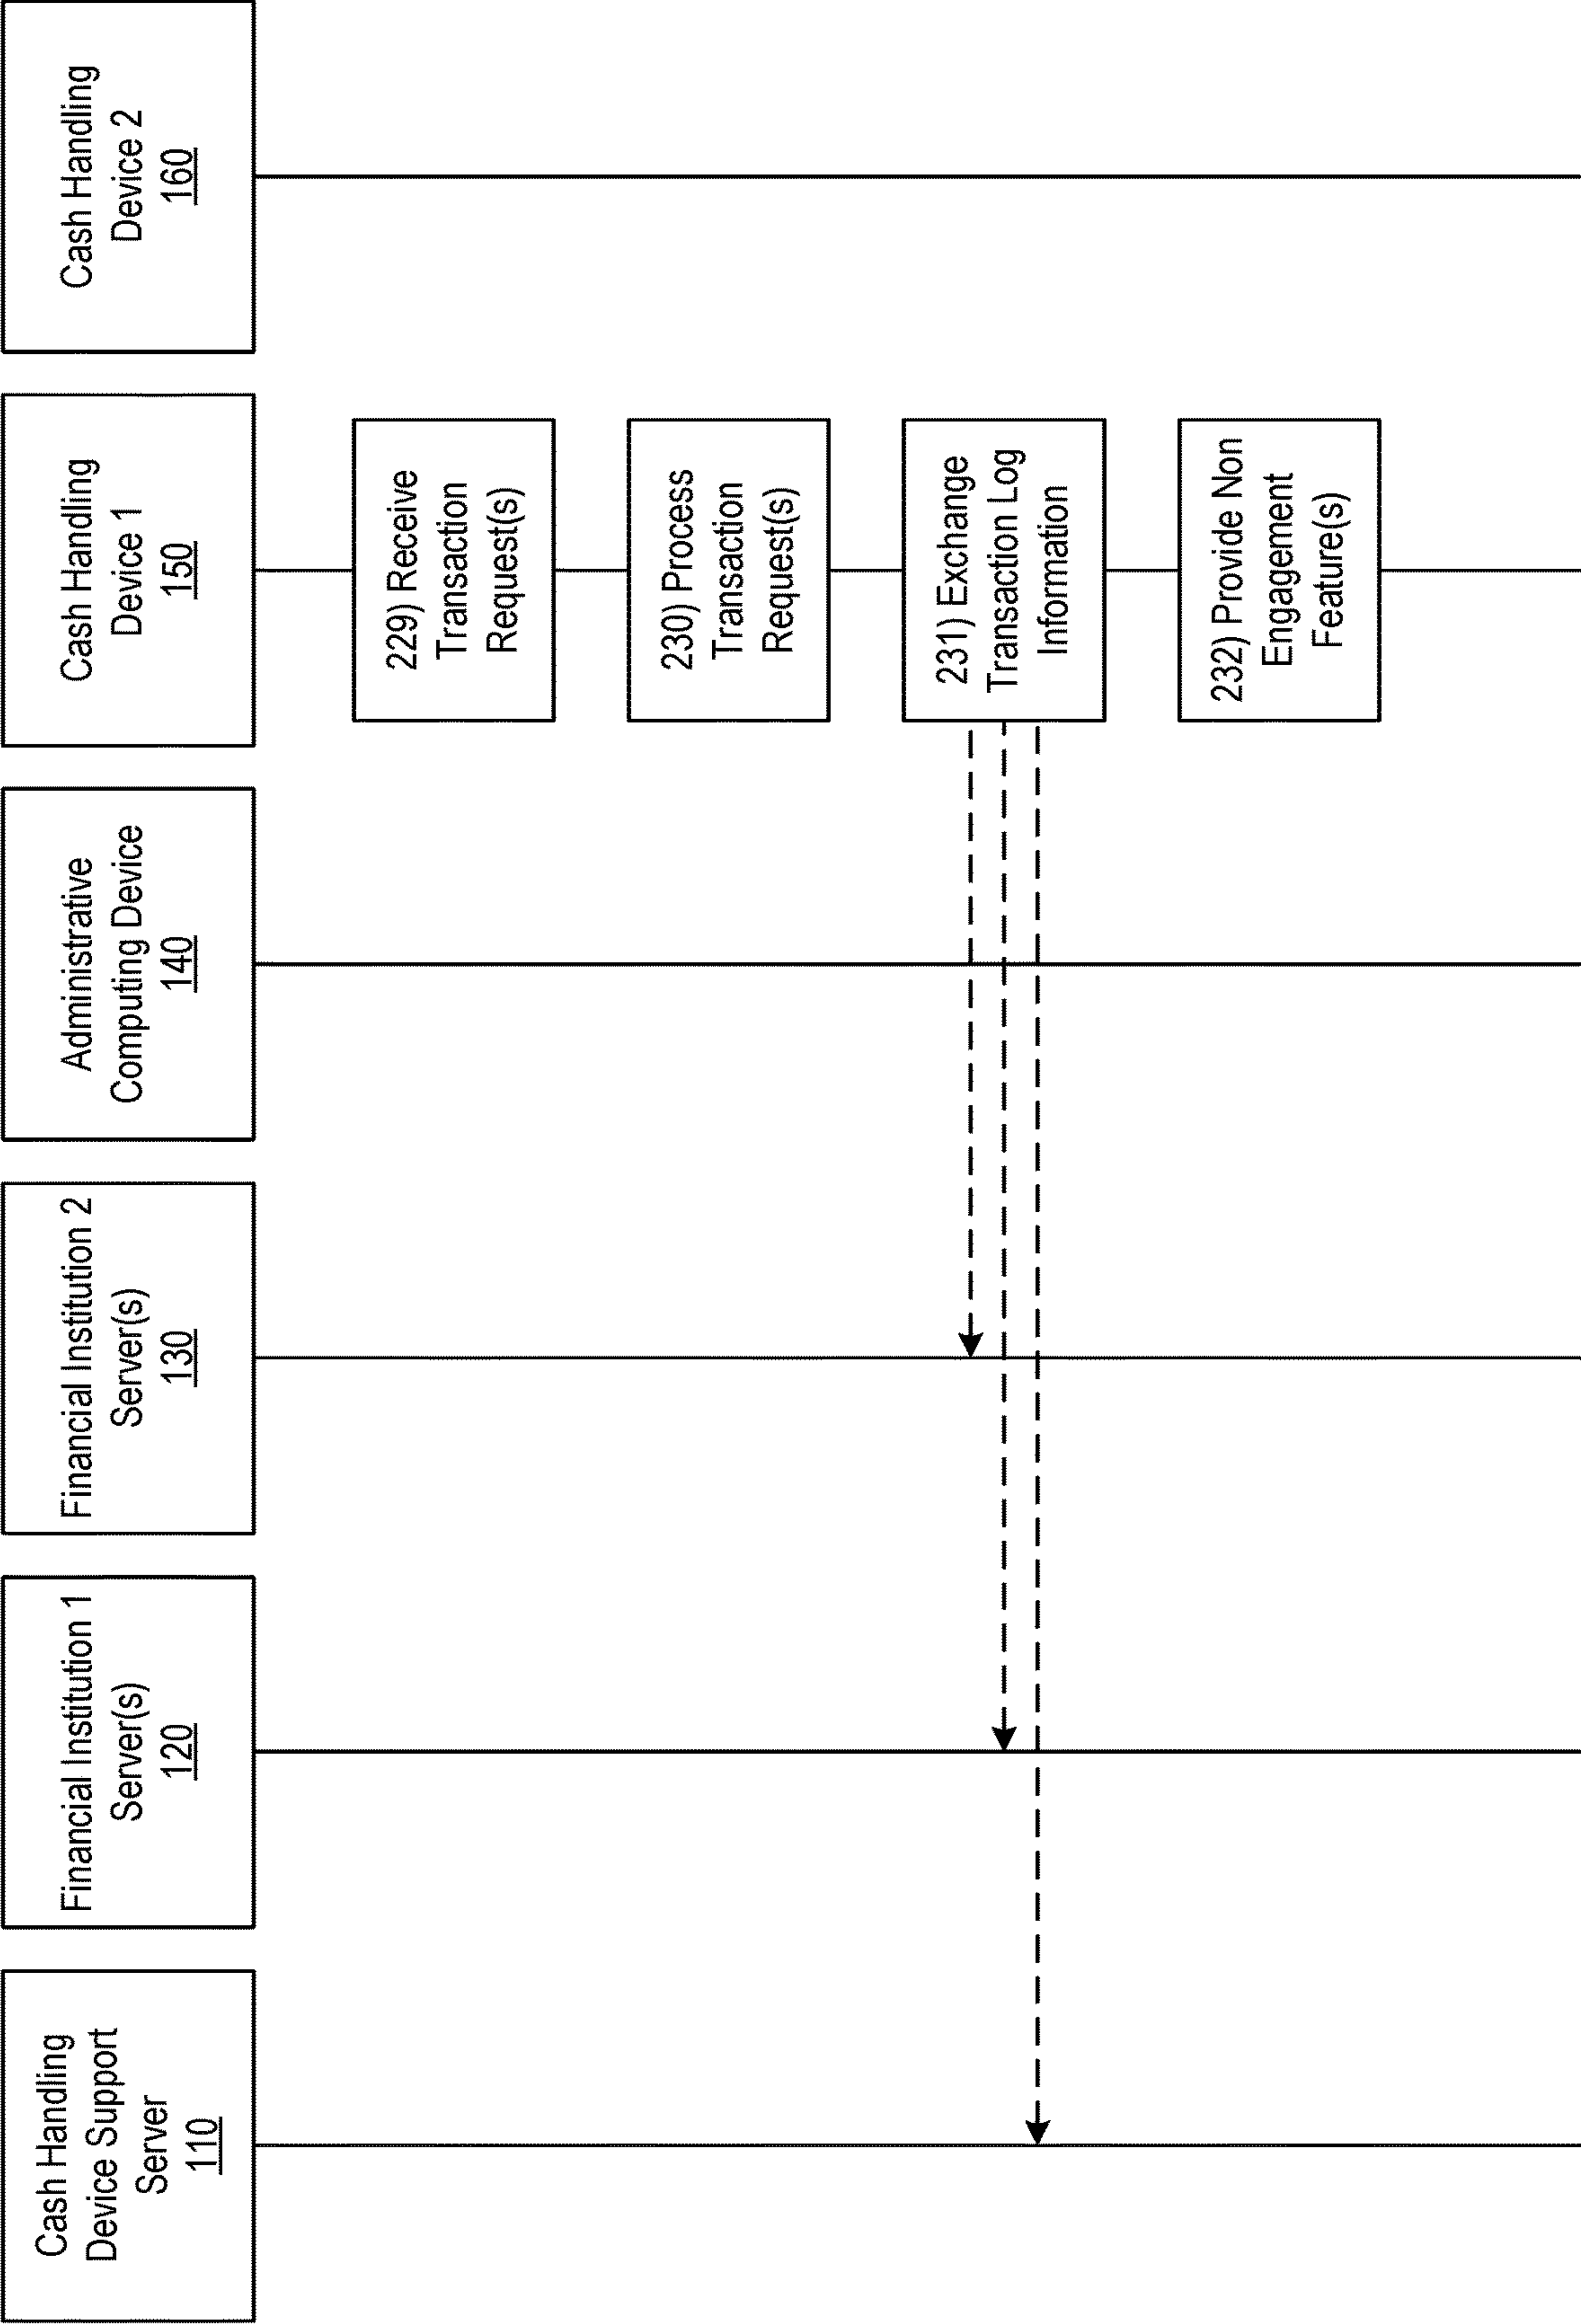 Cash Handling
Device Support
Server
110
Financial Institution 1
Server(s)
120
Financial Institution 2
Server(s)
130
Administrative
Computing Device
140
Cash Handling
Device 1
150
Cash Handling
Device 2
160
229) Receive
Transaction
Request(s)
230) Process
Transaction
Request(s)
231) Exchange
Transaction Log
Information
232) Provide Non
Engagement
Feature(s)